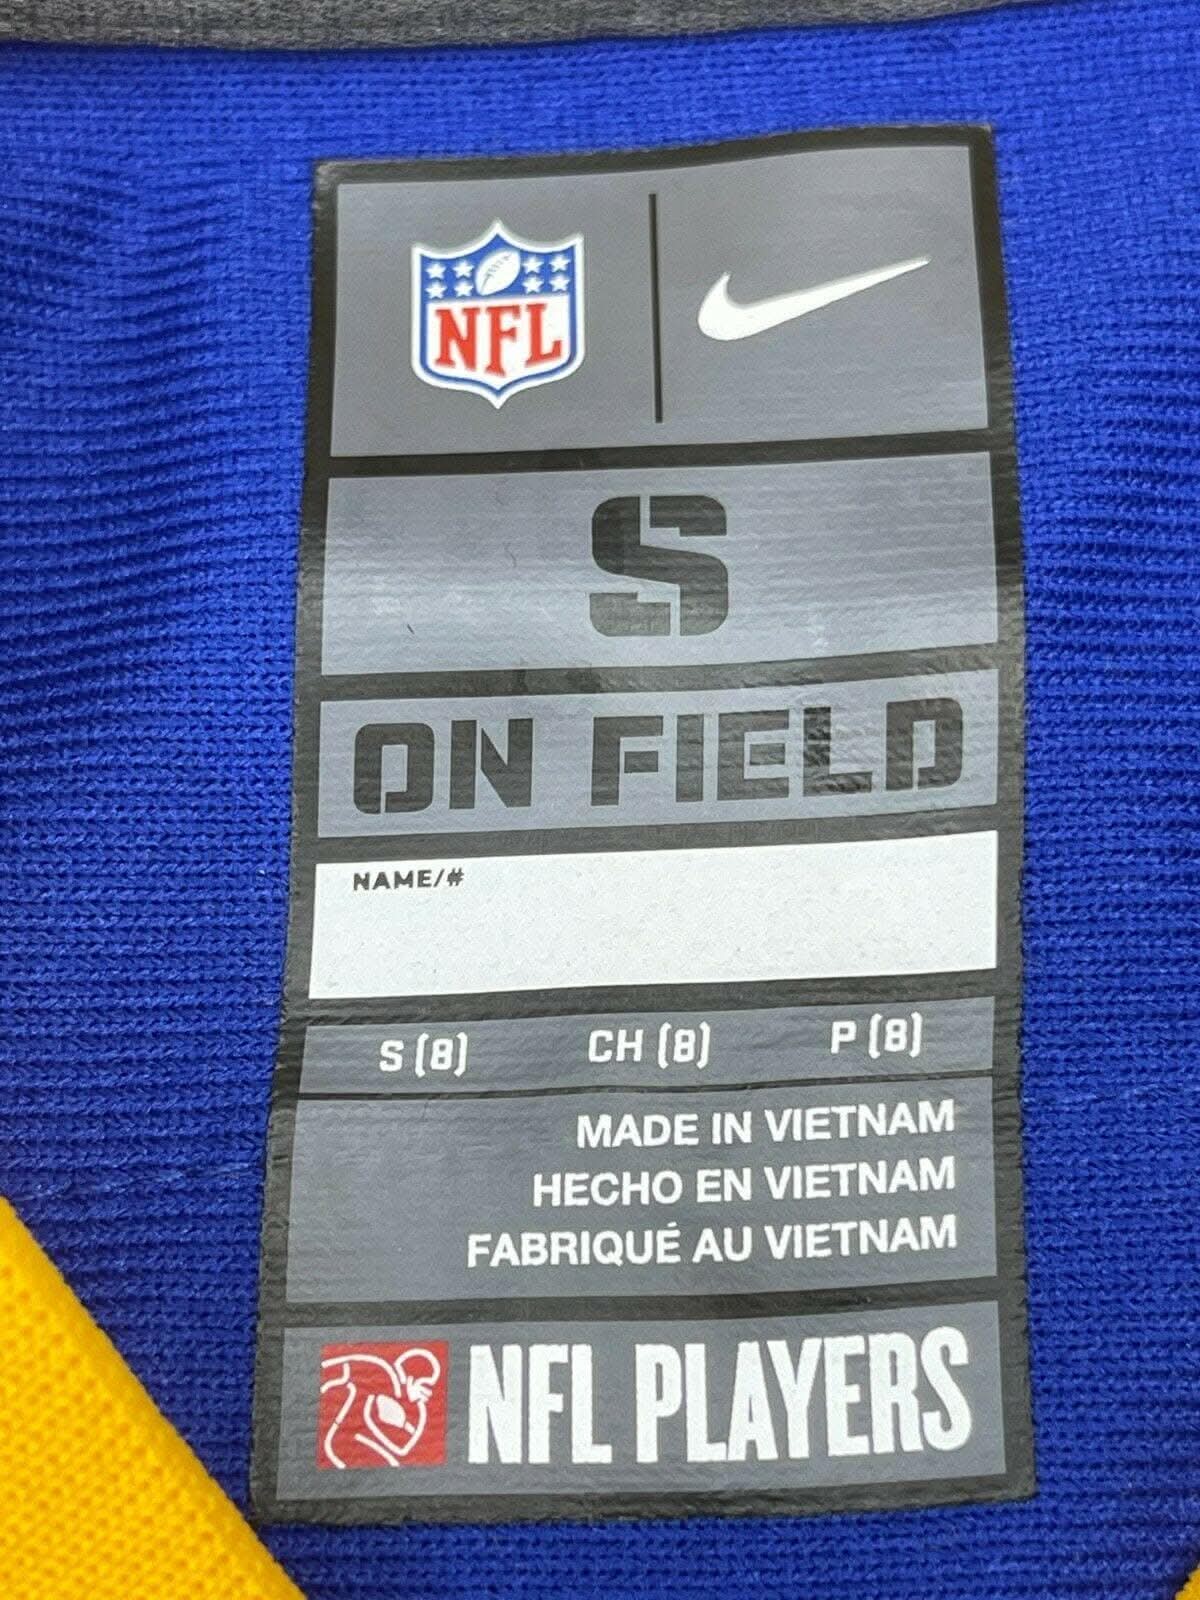 NFL
S
ON FIELD
NAME/#
S (8) CH (8) P (8)
MADE IN VIETNAM
HECHO EN VIETNAM
FABRIQUÉ AU VIETNAM
NFL PLAYERS